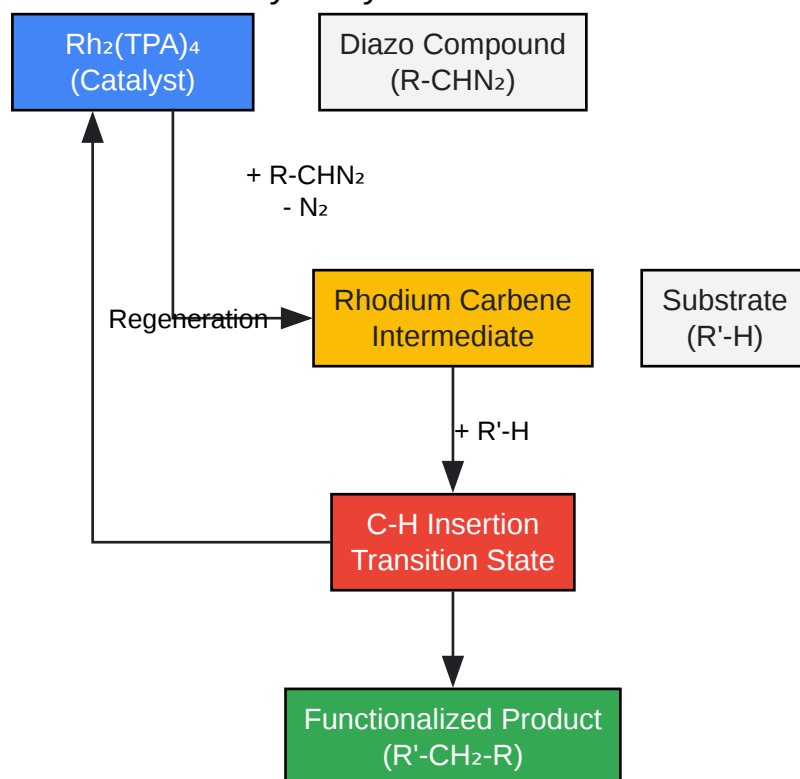 Rh₂(TPA)₄
(Catalyst)
Diazo Compound
(R-CHN₂)
+ R-CHN₂
- N₂
Regeneration
Rhodium Carbene
Intermediate
Substrate
(R'-H)
+ R'-H
C-H Insertion
Transition State
Functionalized Product
(R'-CH₂-R)